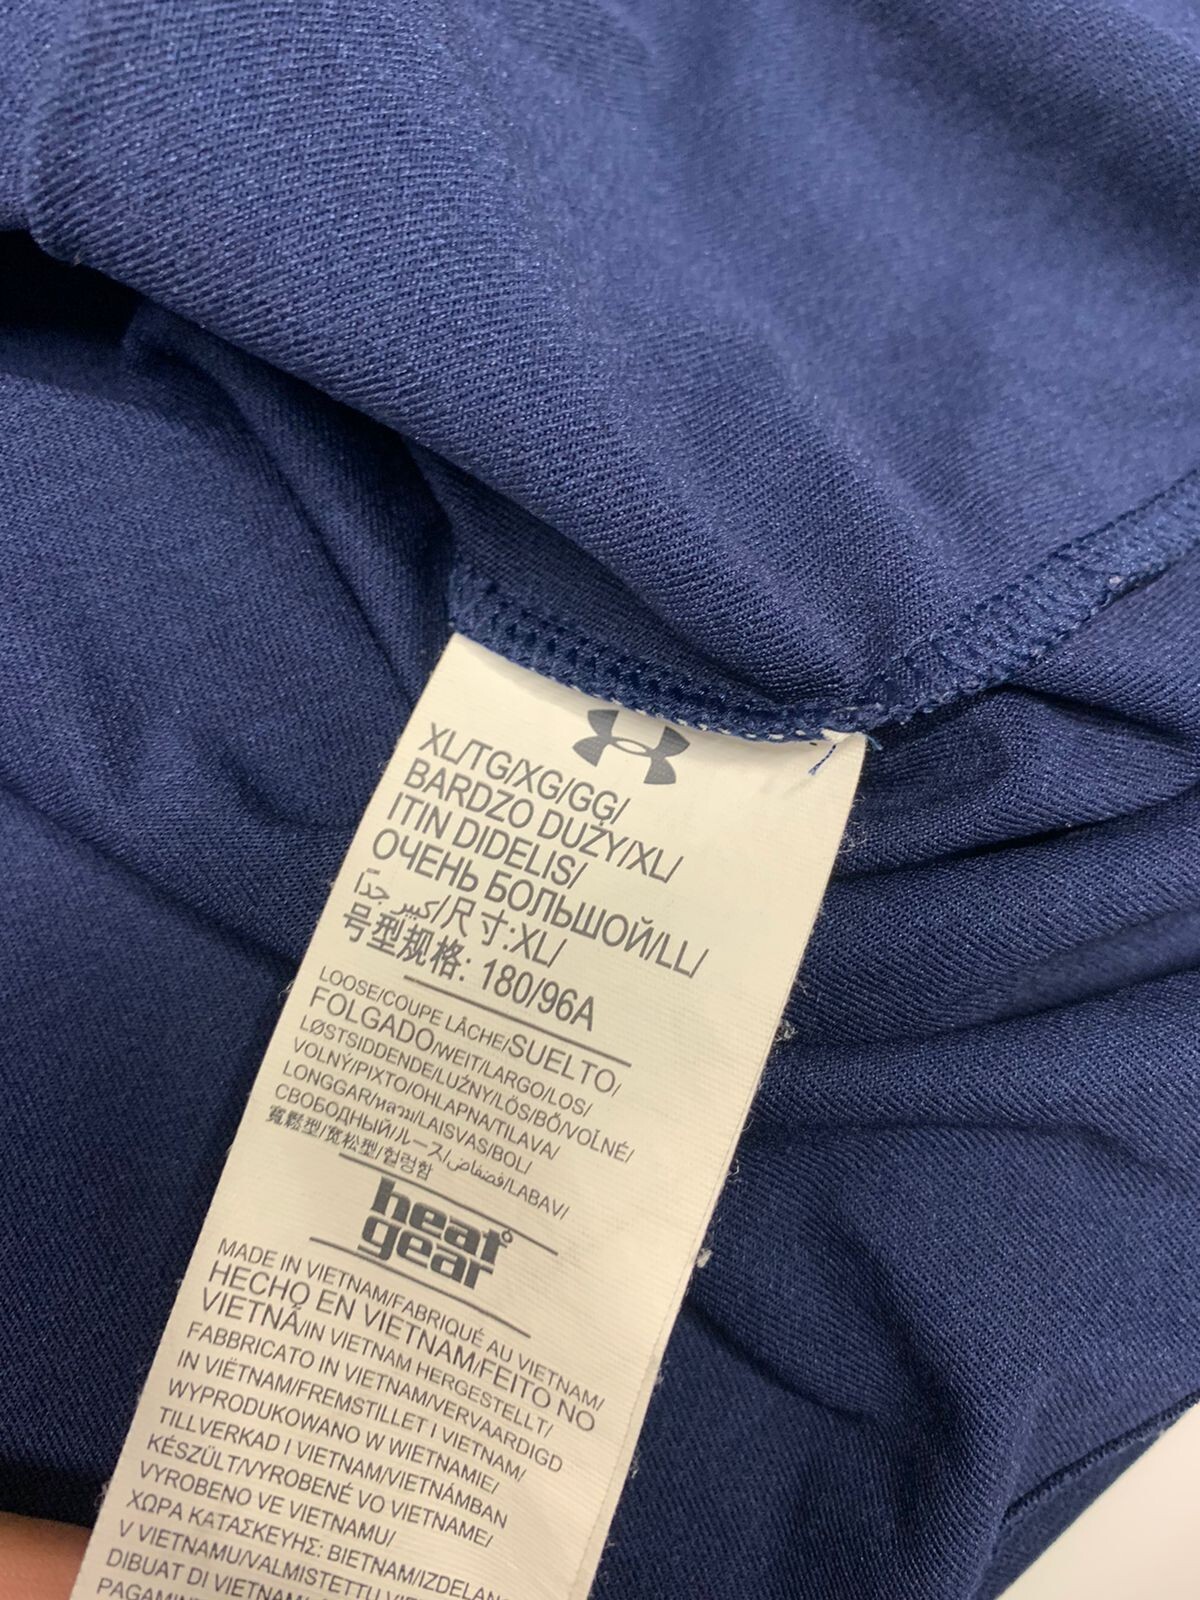 XL/TG/XG/GG/
BARDZO DUŻY/XL/
ITIN DIDELIS/
ОЧЕНЬ БОЛЬШОЙ/LL/
كبير جداً/尺寸:XL/
号型规格: 180/96A
LOOSE/COUPE LÂCHE/SUELTO/
FOLGADO/WEIT/LARGO/LOS/
LØSTSIDDENDE/LUŹNY/LÖS/BŐ/VOĽNÉ/
VOLNÝ/ΡΙΧΤΟ/OHLAPNA/TILAVA/
LONGGAR/หลวม/LAISVAS/BOL/
СВОБОДНЫЙ/ルース/فضفاض/LABAV/
寬鬆型/宽松型/헐렁함
heat
gear
MADE IN VIETNAM/FABRIQUÉ AU VIETNAM/
HECHO EN VIETNAM/FEITO NO
VIETNÃ/IN VIETNAM HERGESTELLT/
FABBRICATO IN VIETNAM/VERVAARDIGD
IN VIËTNAM/FREMSTILLET I VIETNAM/
WYPRODUKOWANO W WIETNAMIE/
TILLVERKAD I VIETNAM/VIETNÁMBAN
KÉSZÜLT/VYROBENÉ VO VIETNAME/
VYROBENO VE VIETNAMU/
ΧΩΡΑ ΚΑΤΑΣΚΕΥΗΣ: ΒΙΕΤΝΑΜ/IZDELANO
V VIETNAMU/VALMISTETTU
DIBUAT DI VIETNAM/